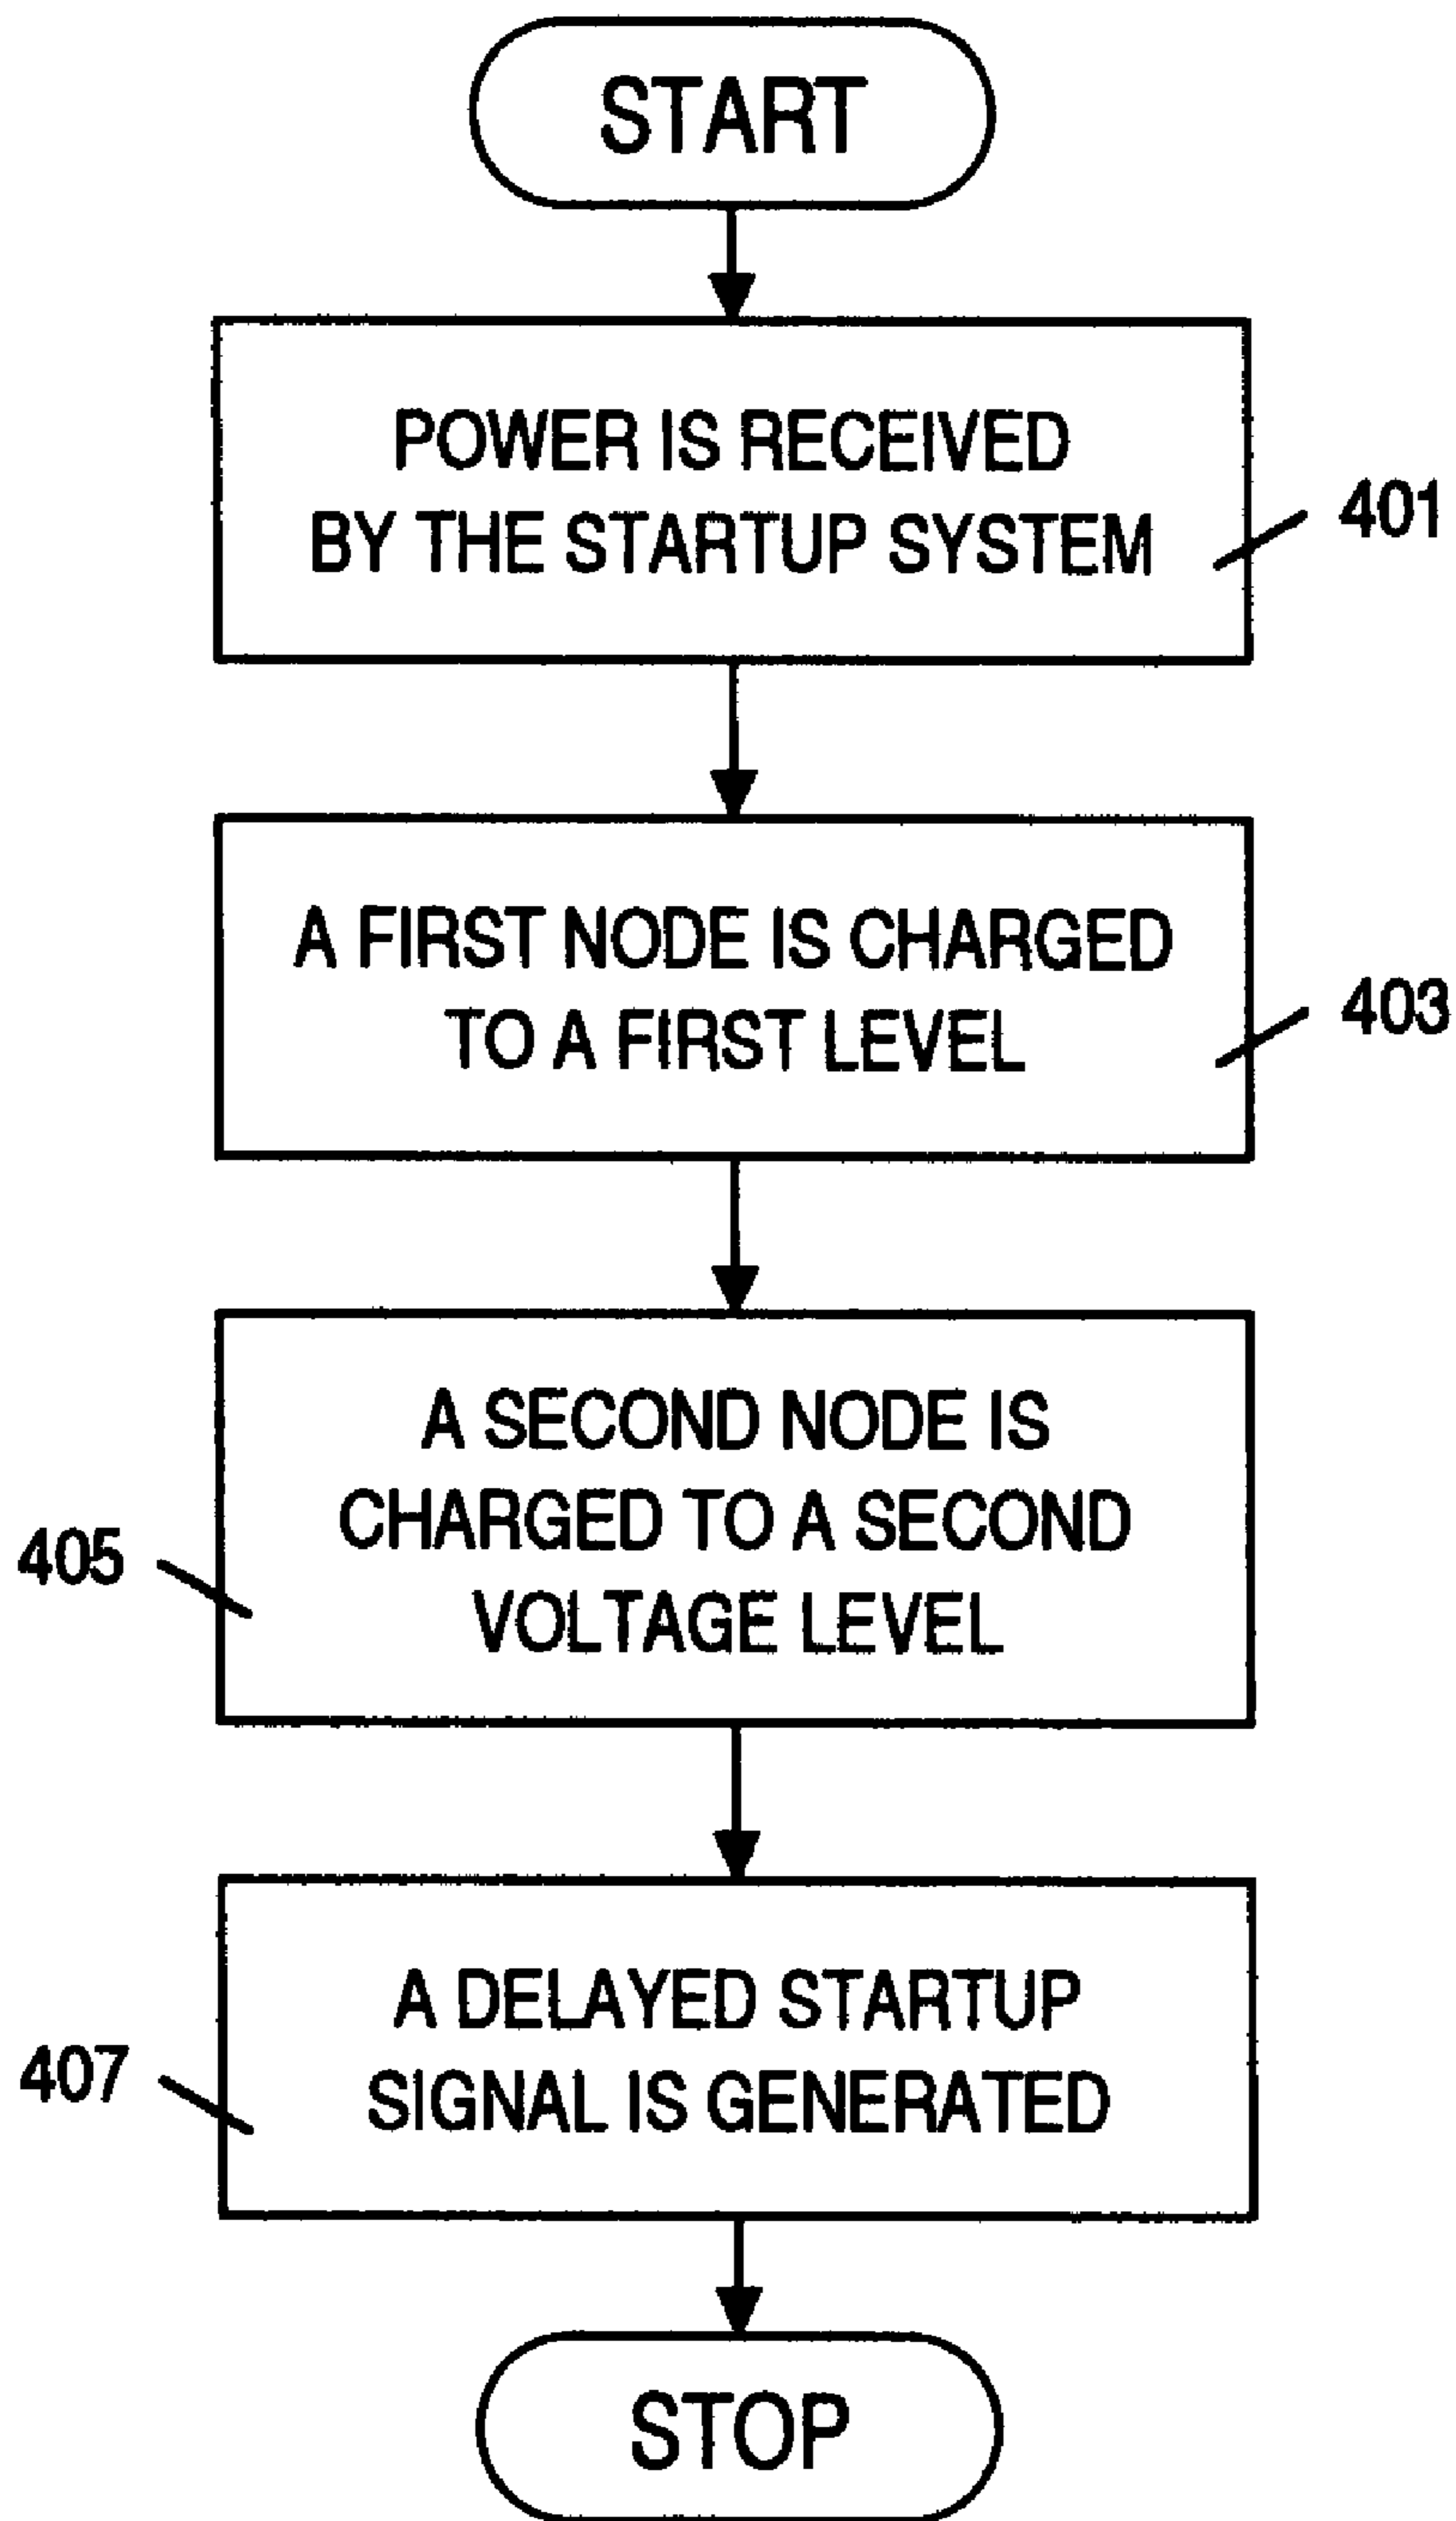 START
POWER IS RECEIVED
BY THE STARTUP SYSTEM
401
A FIRST NODE IS CHARGED
TO A FIRST LEVEL
403
A SECOND NODE IS
CHARGED TO A SECOND
VOLTAGE LEVEL
405
A DELAYED STARTUP
SIGNAL IS GENERATED
407
STOP